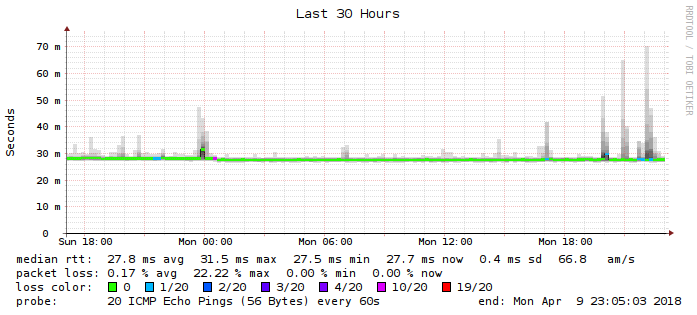 Last 30 Hours
RRDTOOL / TOBI OETIKER
Seconds
70 m
60 m
50 m
40 m
30 m
20 m
10 m
0
Sun 18:00 Mon 00:00 Mon 06:00 Mon 12:00 Mon 18:00
median rtt: 27.8 ms avg 31.5 ms max 27.5 ms min 27.7 ms now 0.4 ms sd 66.8 am/s
packet loss: 0.17 % avg 22.22 % max 0.00 % min 0.00 % now
loss color: 0 1/20 2/20 3/20 4/20 10/20 19/20
probe: 20 ICMP Echo Pings (56 Bytes) every 60s end: Mon Apr 9 23:05:03 2018